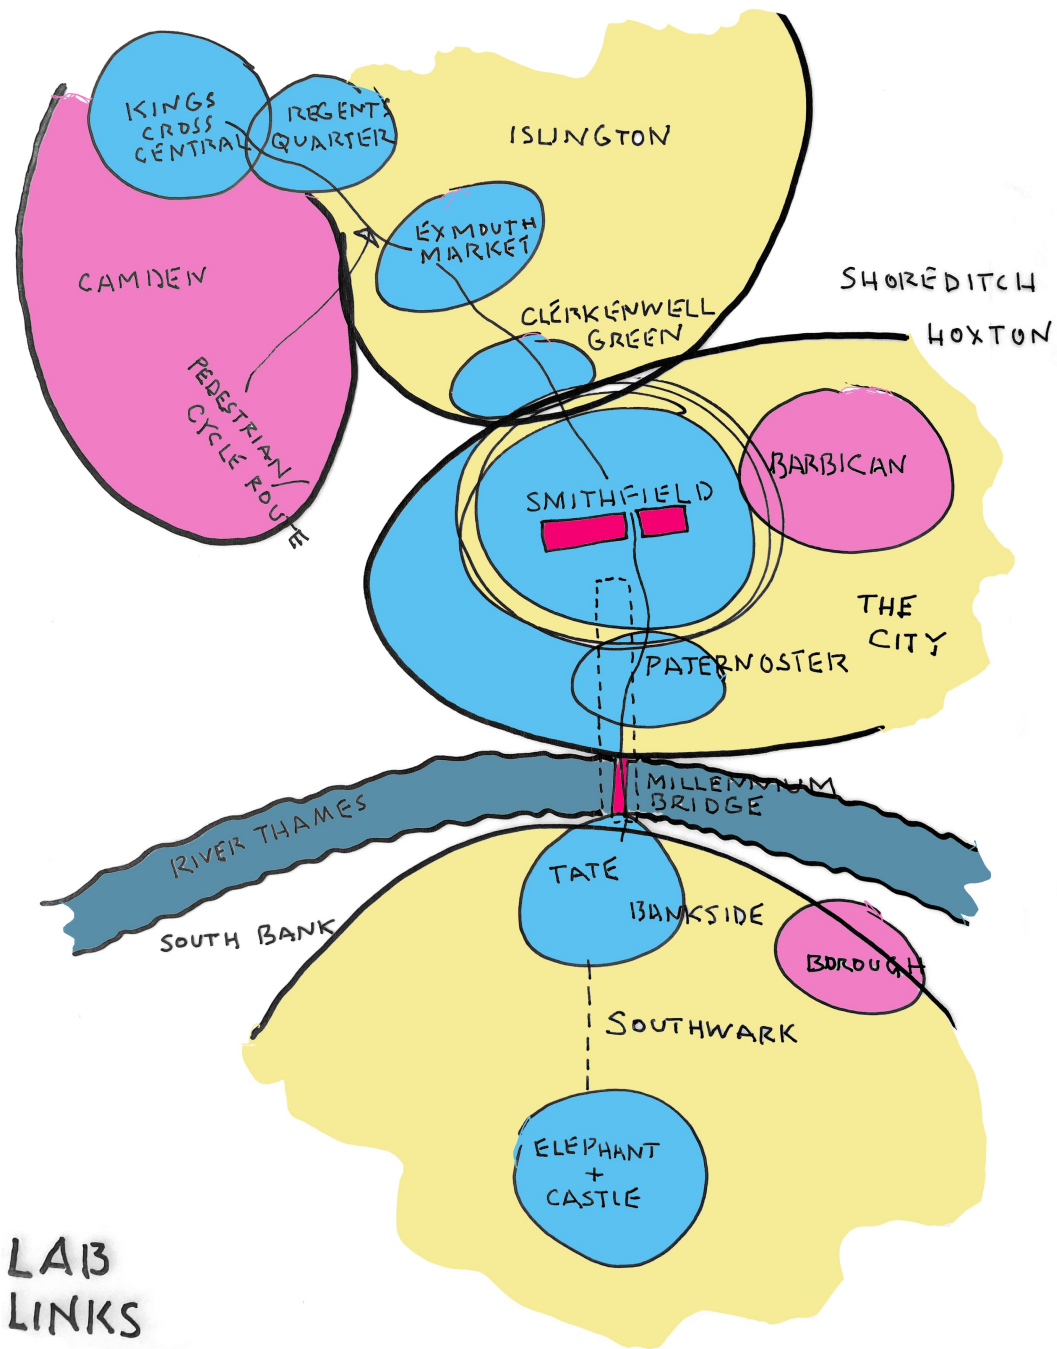 KINGS
CROSS
CENTRAL
REGENT'S
QUARTER
ISLINGTON
EXMOUTH
MARKET
CAMDEN
SHOREDITCH
HOXTON
CLERKENWELL
GREEN
PEDESTRIAN/
CYCLE ROUTE
BARBICAN
SMITHFIELD
THE
CITY
PATERNOSTER
MILLENNIUM
BRIDGE
RIVER THAMES
TATE
BANKSIDE
SOUTH BANK
BOROUGH
SOUTHWARK
ELEPHANT
+
CASTLE
LAB
LINKS